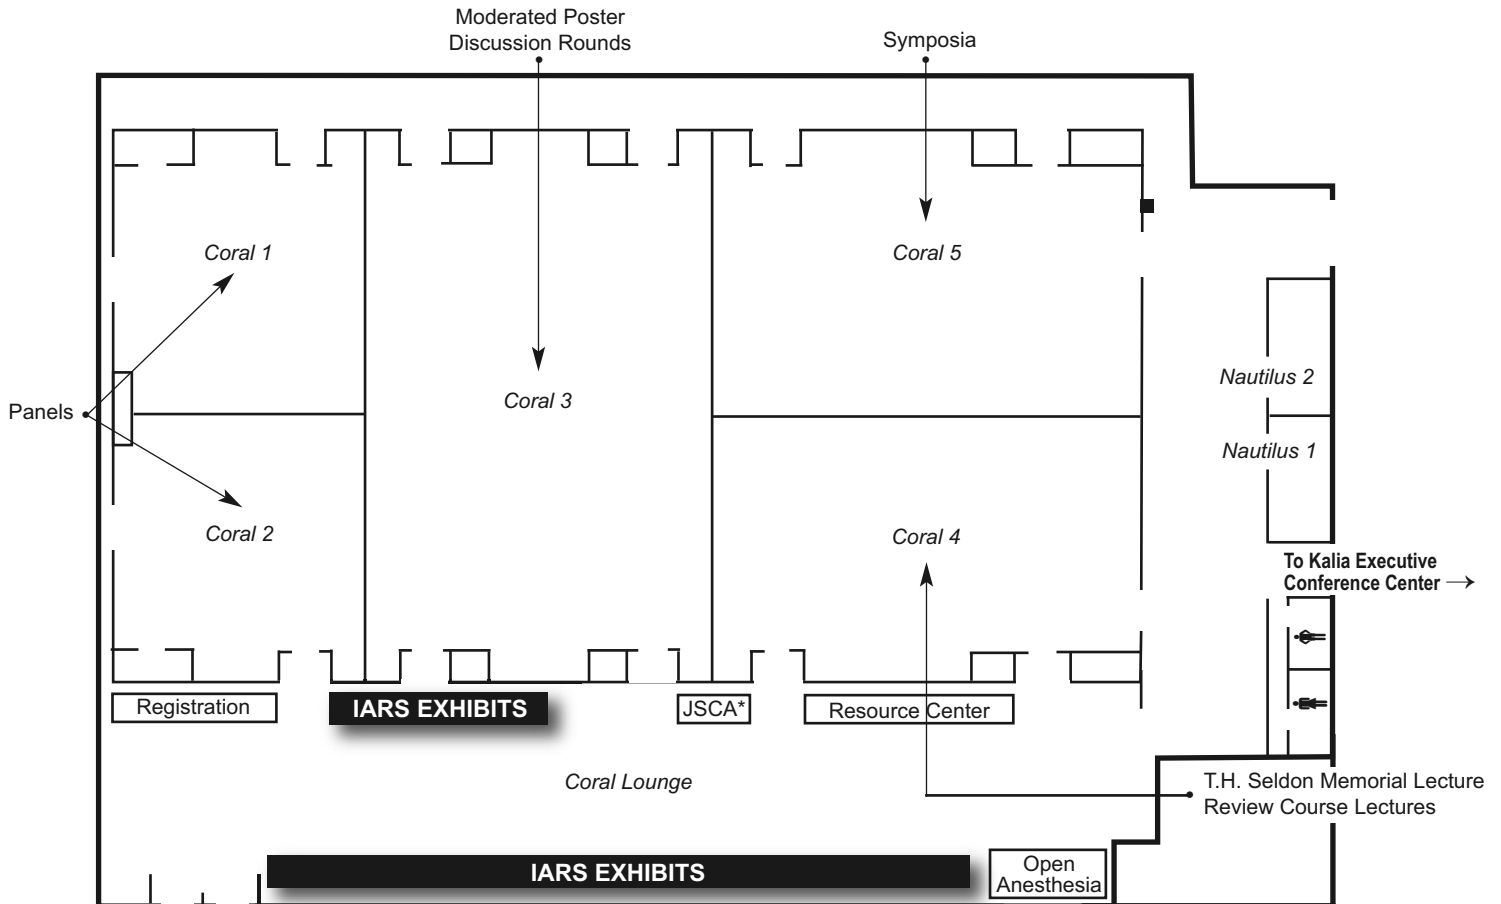 Moderated Poster
Discussion Rounds
Symposia
Coral 1
Coral 5
Coral 3
Panels
Nautilus 2
Nautilus 1
Coral 2
Coral 4
To Kalia Executive
Conference Center →
Registration
IARS EXHIBITS
JSCA*
Resource Center
Coral Lounge
T.H. Seldon Memorial Lecture
Review Course Lectures
IARS EXHIBITS
Open
Anesthesia